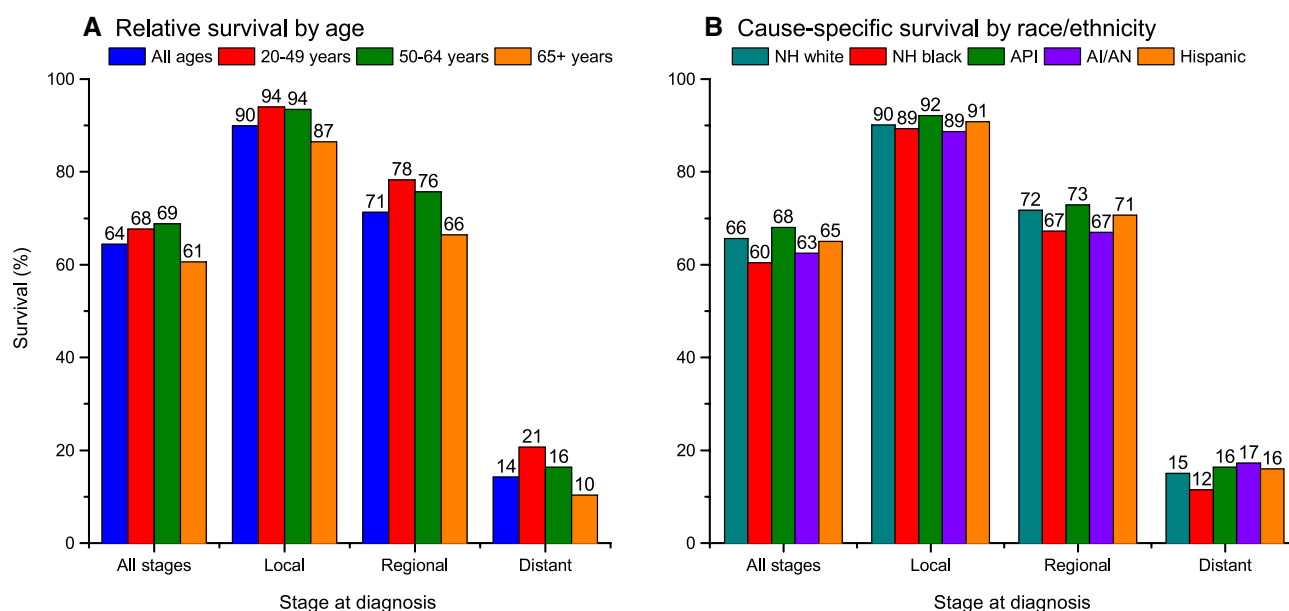 A Relative survival by age
All ages 20-49 years 50-64 years 65+ years
100
80
60
40
20
0
Survival (%)
64 68 69 61
90 94 94 87
71 78 76 66
14 21 16 10
All stages Local Regional Distant
Stage at diagnosis
B Cause-specific survival by race/ethnicity
NH white NH black API AI/AN Hispanic
100
80
60
40
20
0
66 60 68 63 65
90 89 92 89 91
72 67 73 67 71
15 12 16 17 16
All stages Local Regional Distant
Stage at diagnosis